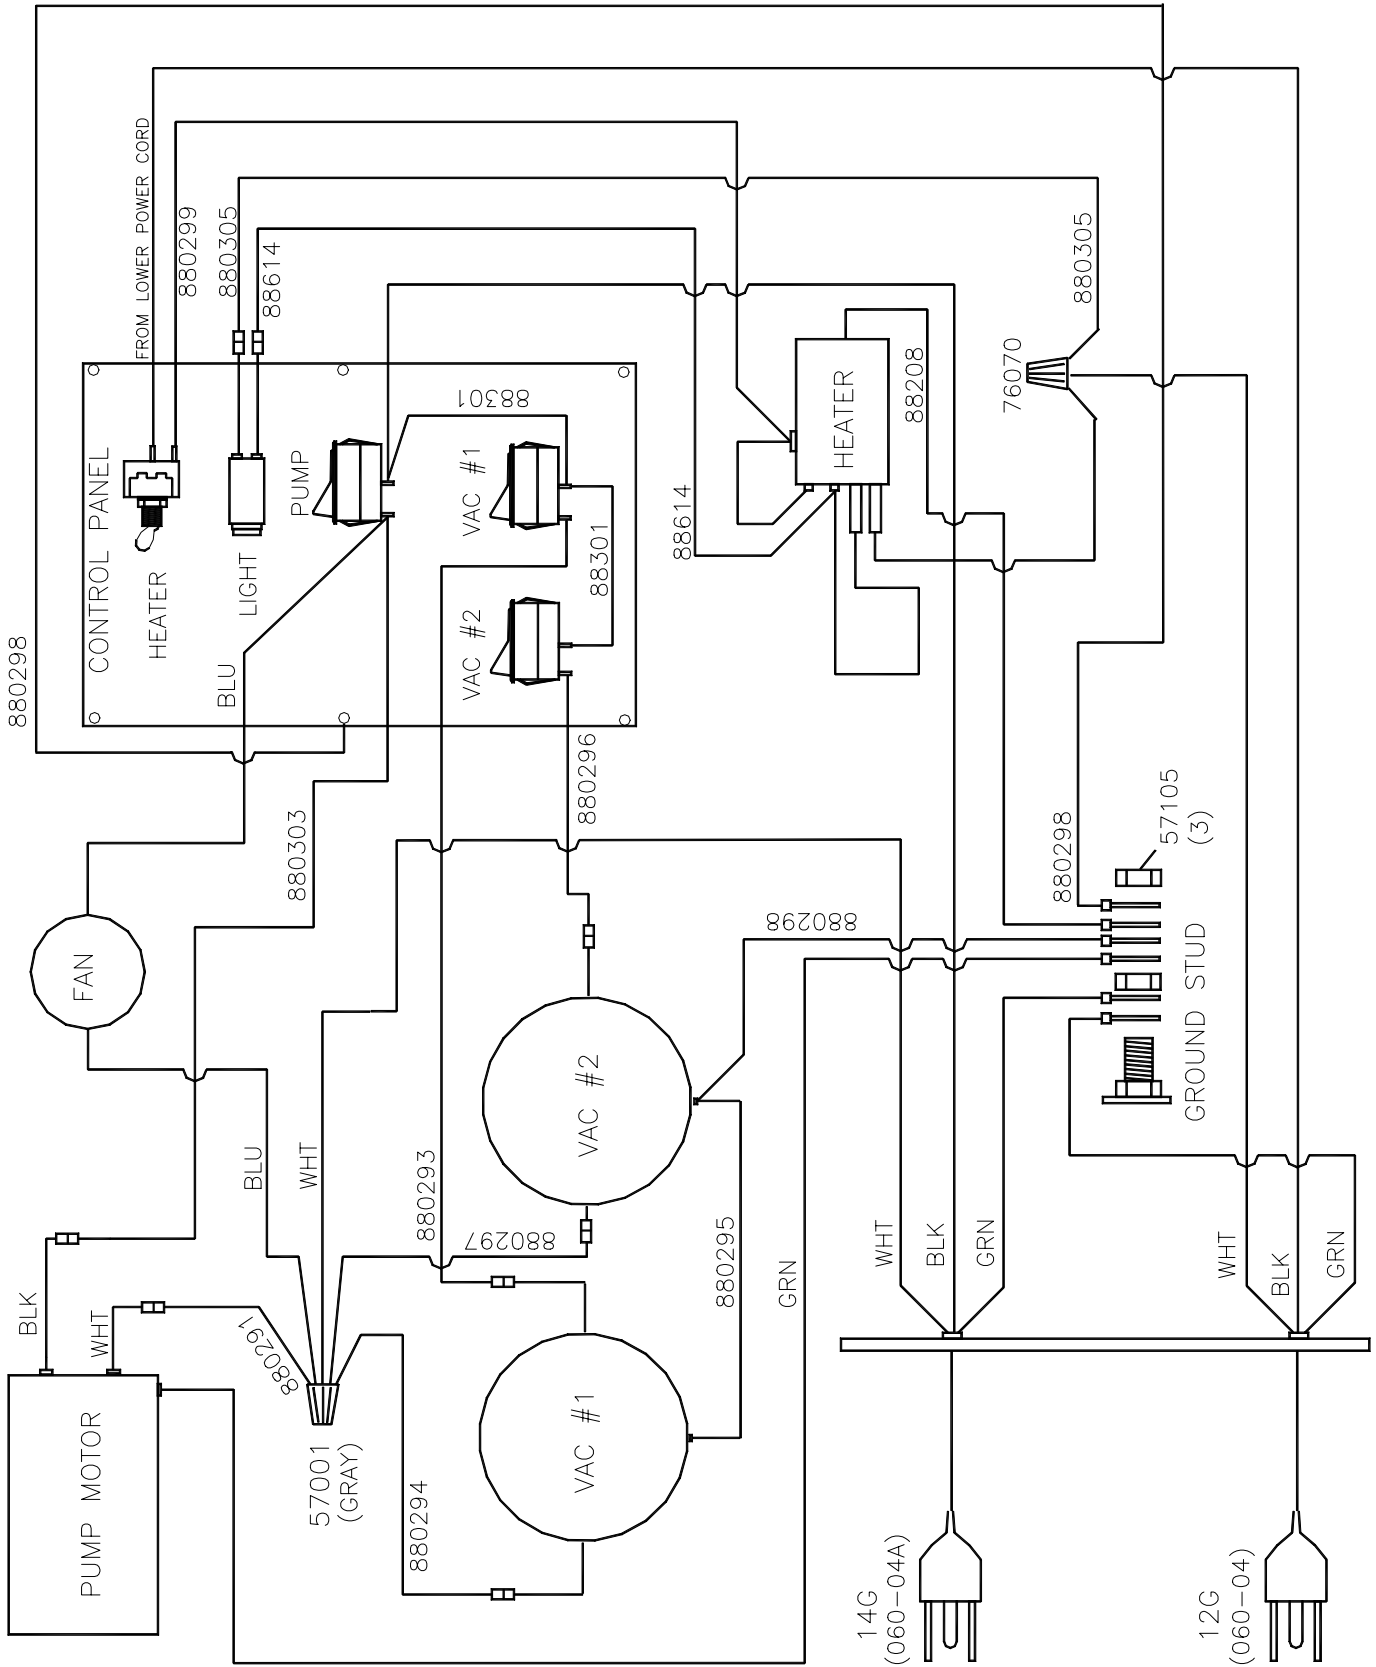 FROM LOWER POWER CORD
880299
880305
88614
880305
CONTROL PANEL
HEATER
LIGHT
PUMP
88301
VAC #1
VAC #2
88301
HEATER
88208
76070
88614
880298
BLU
880296
880303
880298
57105
(3)
FAN
880298
GROUND STUD
VAC #2
BLU
WHT
880293
880297
880295
GRN
WHT
BLK
GRN
WHT
BLK
GRN
BLK
WHT
880291
PUMP MOTOR
57001
(GRAY)
VAC #1
880294
14G
(060-04A)
12G
(060-04)